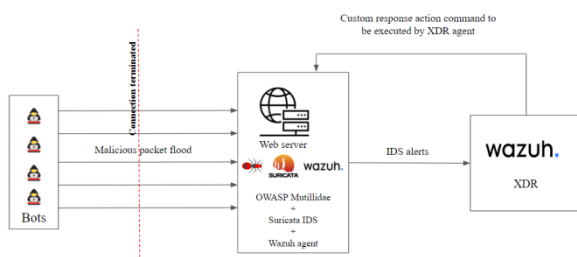 Custom response action command to
be executed by XDR agent
Connection terminated
Malicious packet flood
Bots
Web server
SURICATA
wazuh.
OWASP Mutillidae
+
Suricata IDS
+
Wazuh agent
IDS alerts
wazuh.
XDR